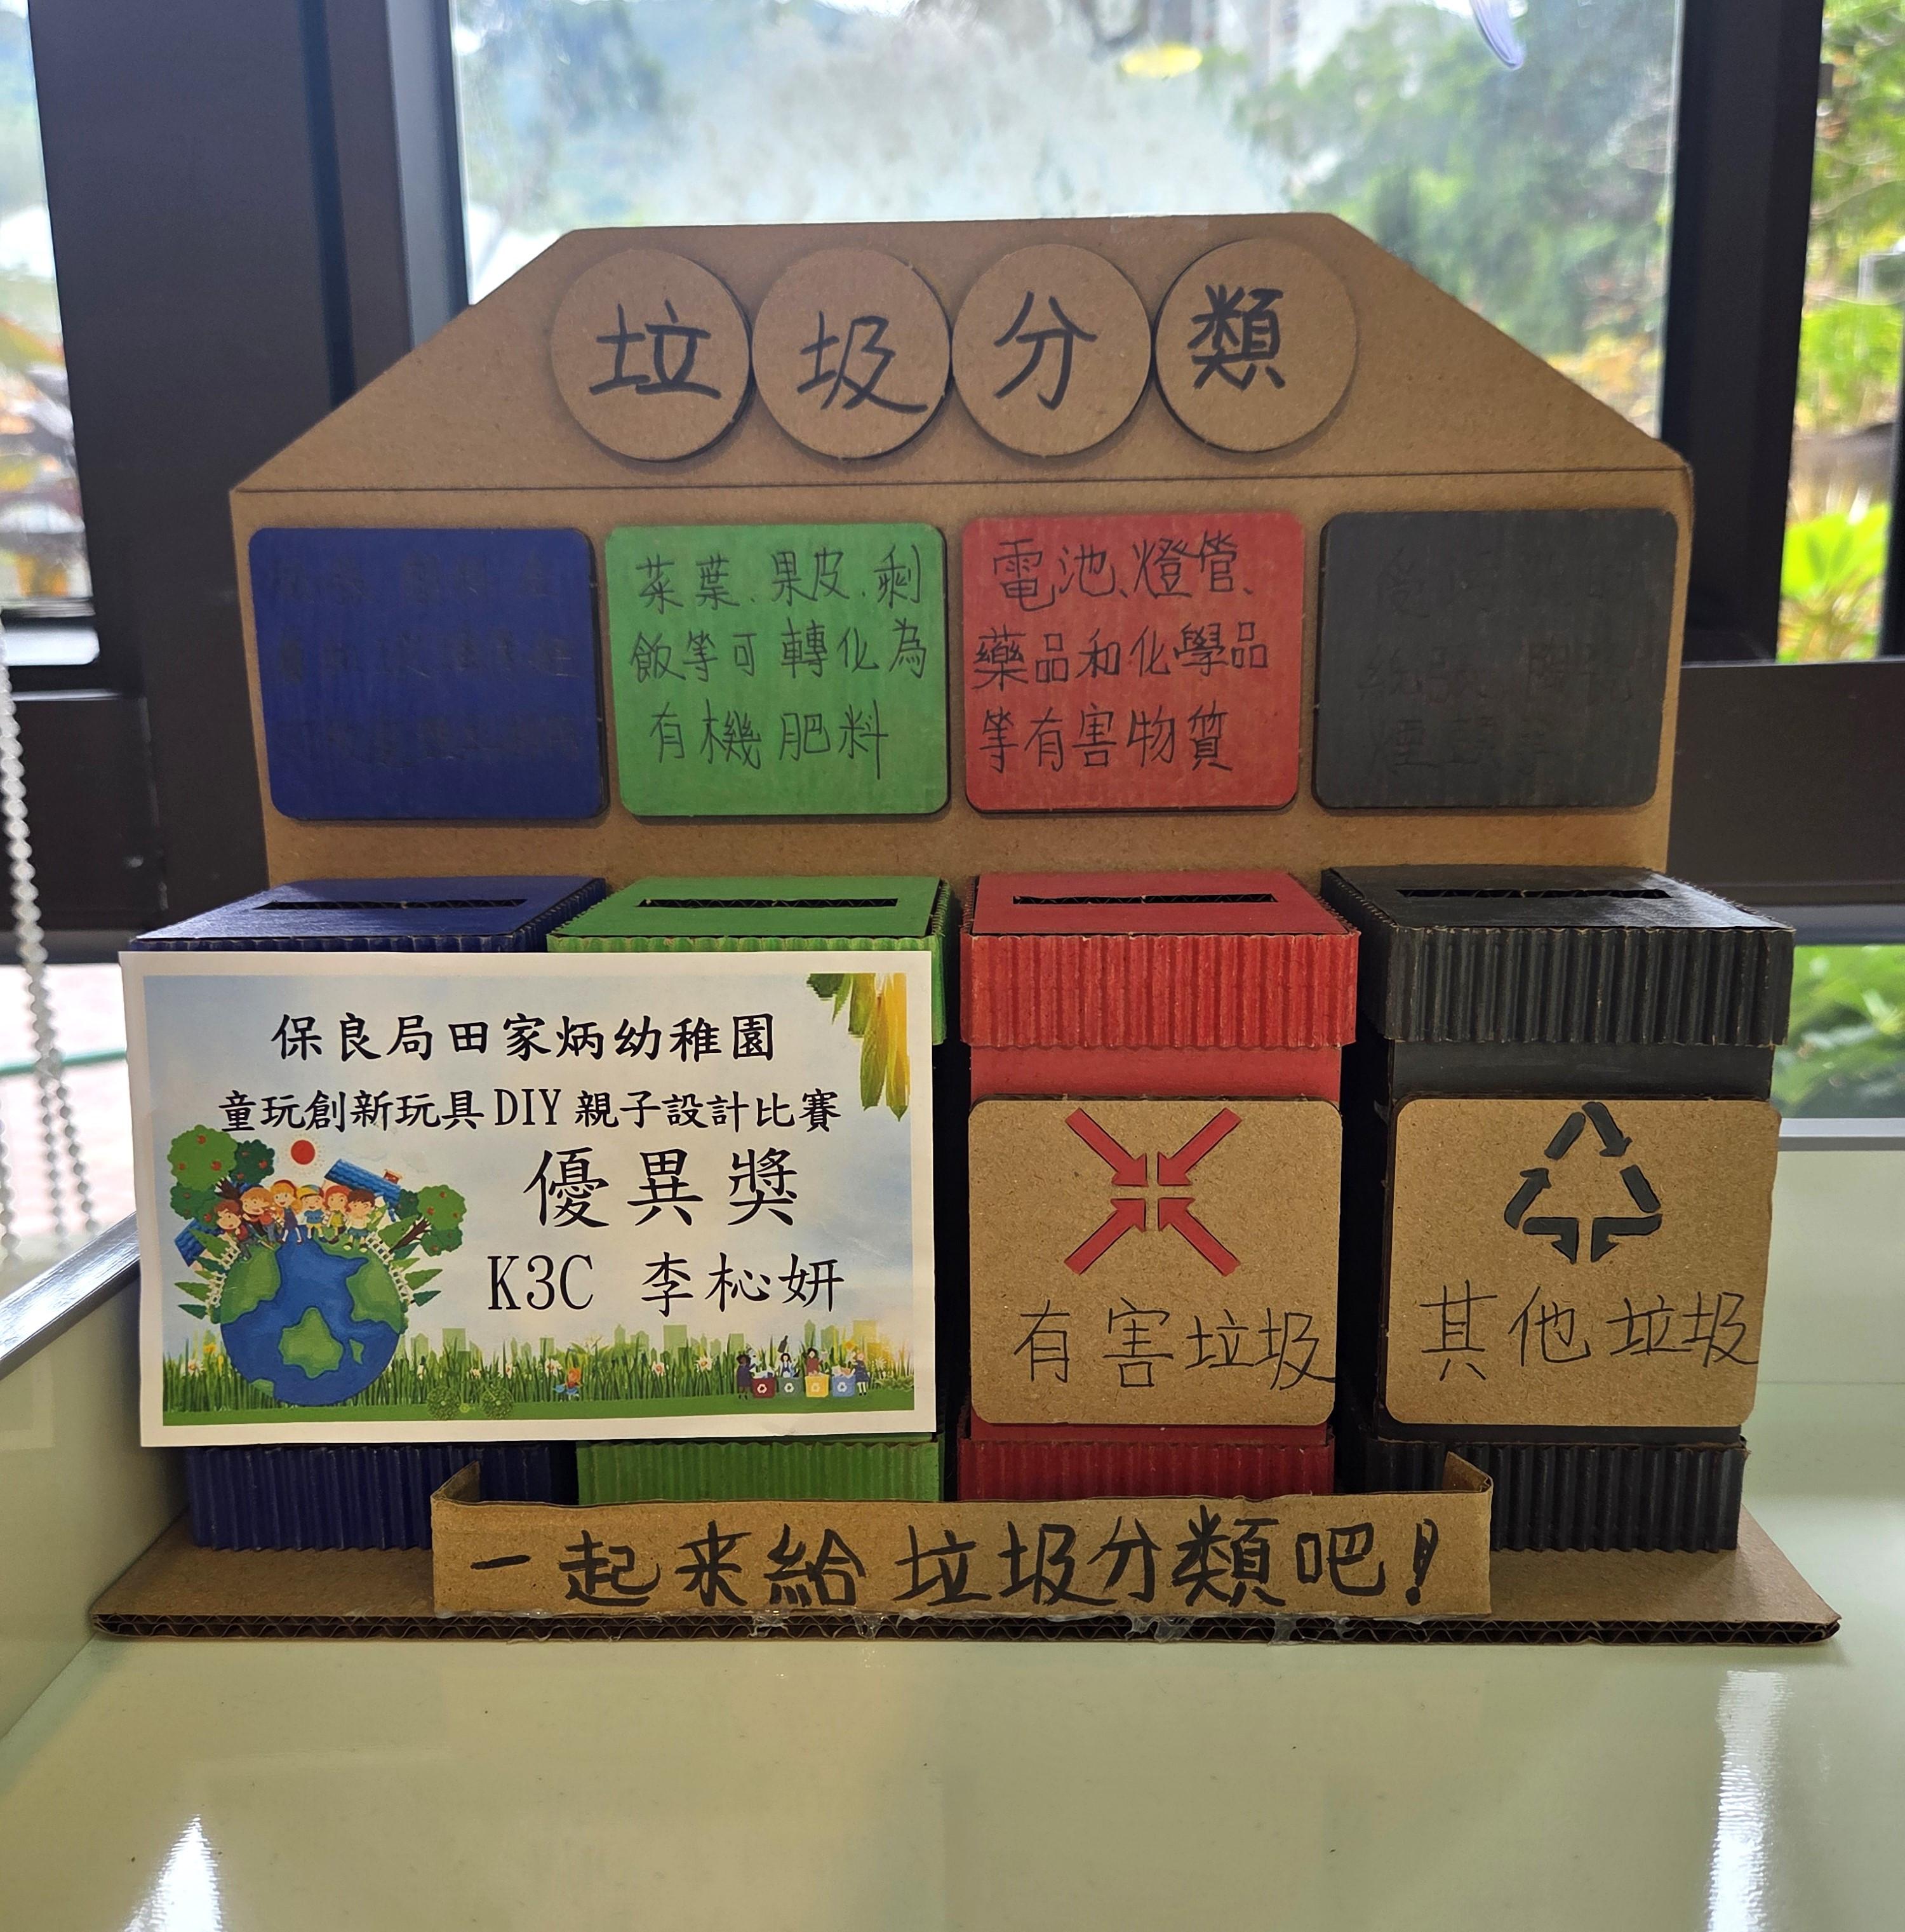 垃圾分類
菜葉、果皮、剩
飯等可轉化為
有機肥料
電池、燈管、
藥品和化學品
等有害物質
保良局田家炳幼稚園
童玩創新玩具DIY親子設計比賽
優異獎
K3C 李杺妍
有害垃圾
其他垃圾
一起来給垃圾分類吧!